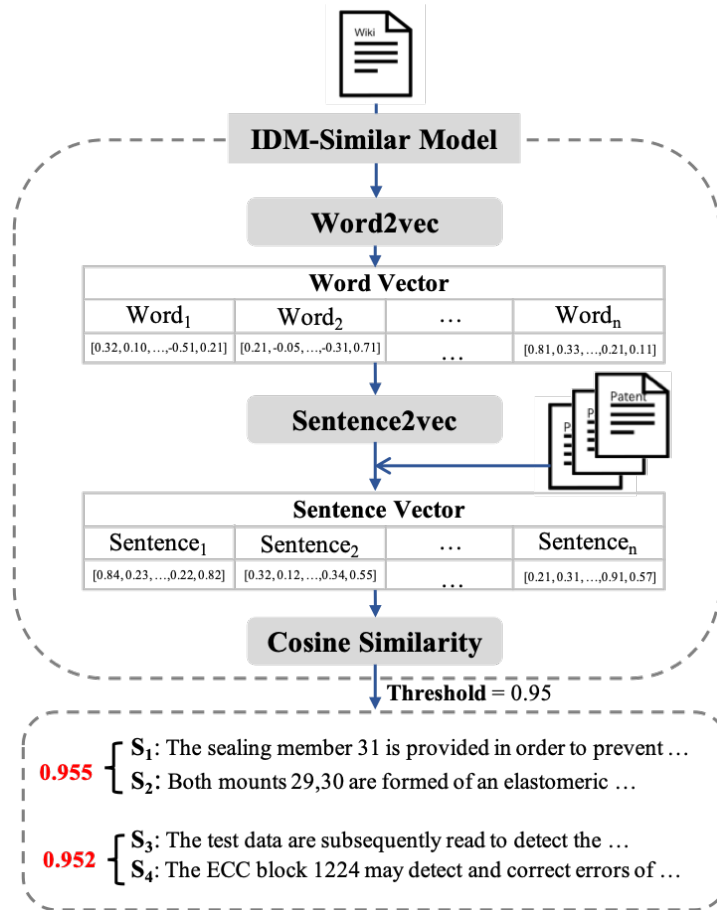 Wiki
IDM-Similar Model
Word2vec
Word Vector
Word1 Word2 … Wordn
[0.32, 0.10, …,-0.51, 0.21] [0.21, -0.05, …,-0.31, 0.71] … [0.81, 0.33, …,0.21, 0.11]
Patent
P P
Sentence2vec
Sentence Vector
Sentence1 Sentence2 … Sentencen
[0.84, 0.23, …,0.22, 0.82] [0.32, 0.12, …,0.34, 0.55] … [0.21, 0.31, …,0.91, 0.57]
Cosine Similarity
Threshold = 0.95
0.955
S1: The sealing member 31 is provided in order to prevent …
S2: Both mounts 29,30 are formed of an elastomeric …
0.952
S3: The test data are subsequently read to detect the …
S4: The ECC block 1224 may detect and correct errors of …